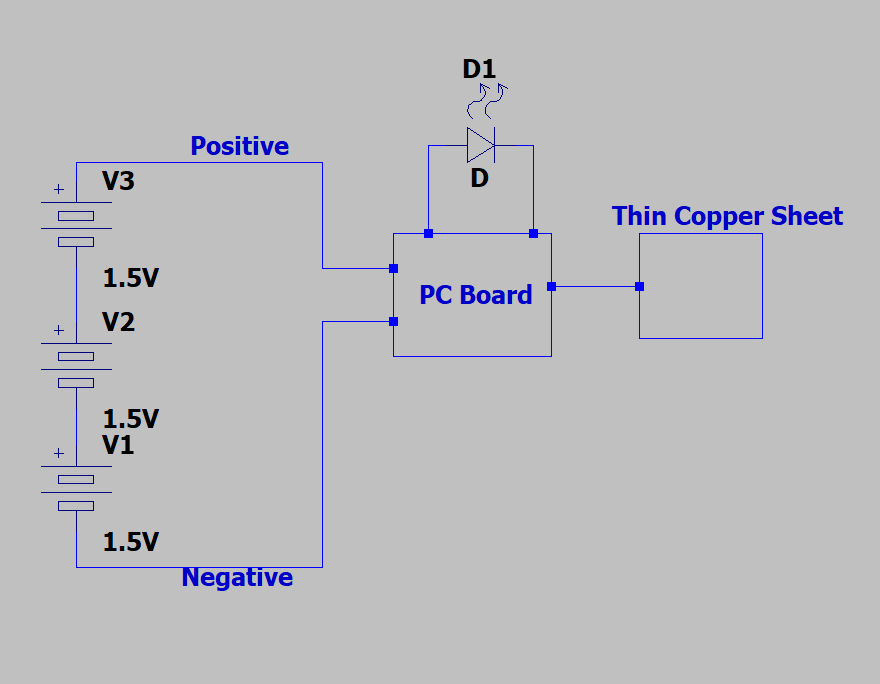 D1
Positive
V3
D
Thin Copper Sheet
1.5V
PC Board
V2
1.5V
V1
1.5V
Negative